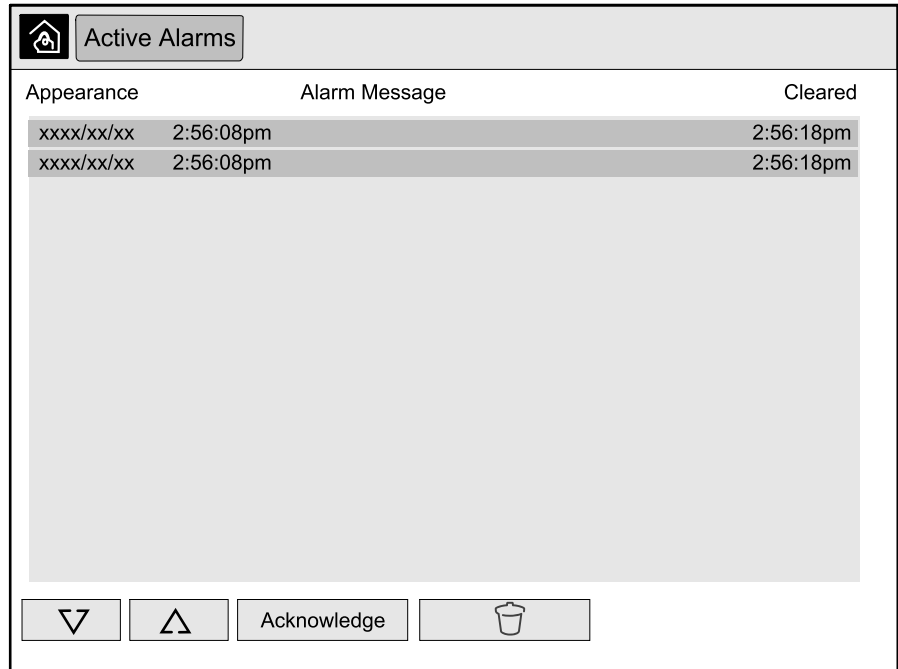 Active Alarms
Appearance Alarm Message Cleared
xxxx/xx/xx 2:56:08pm 2:56:18pm
xxxx/xx/xx 2:56:08pm 2:56:18pm
Acknowledge